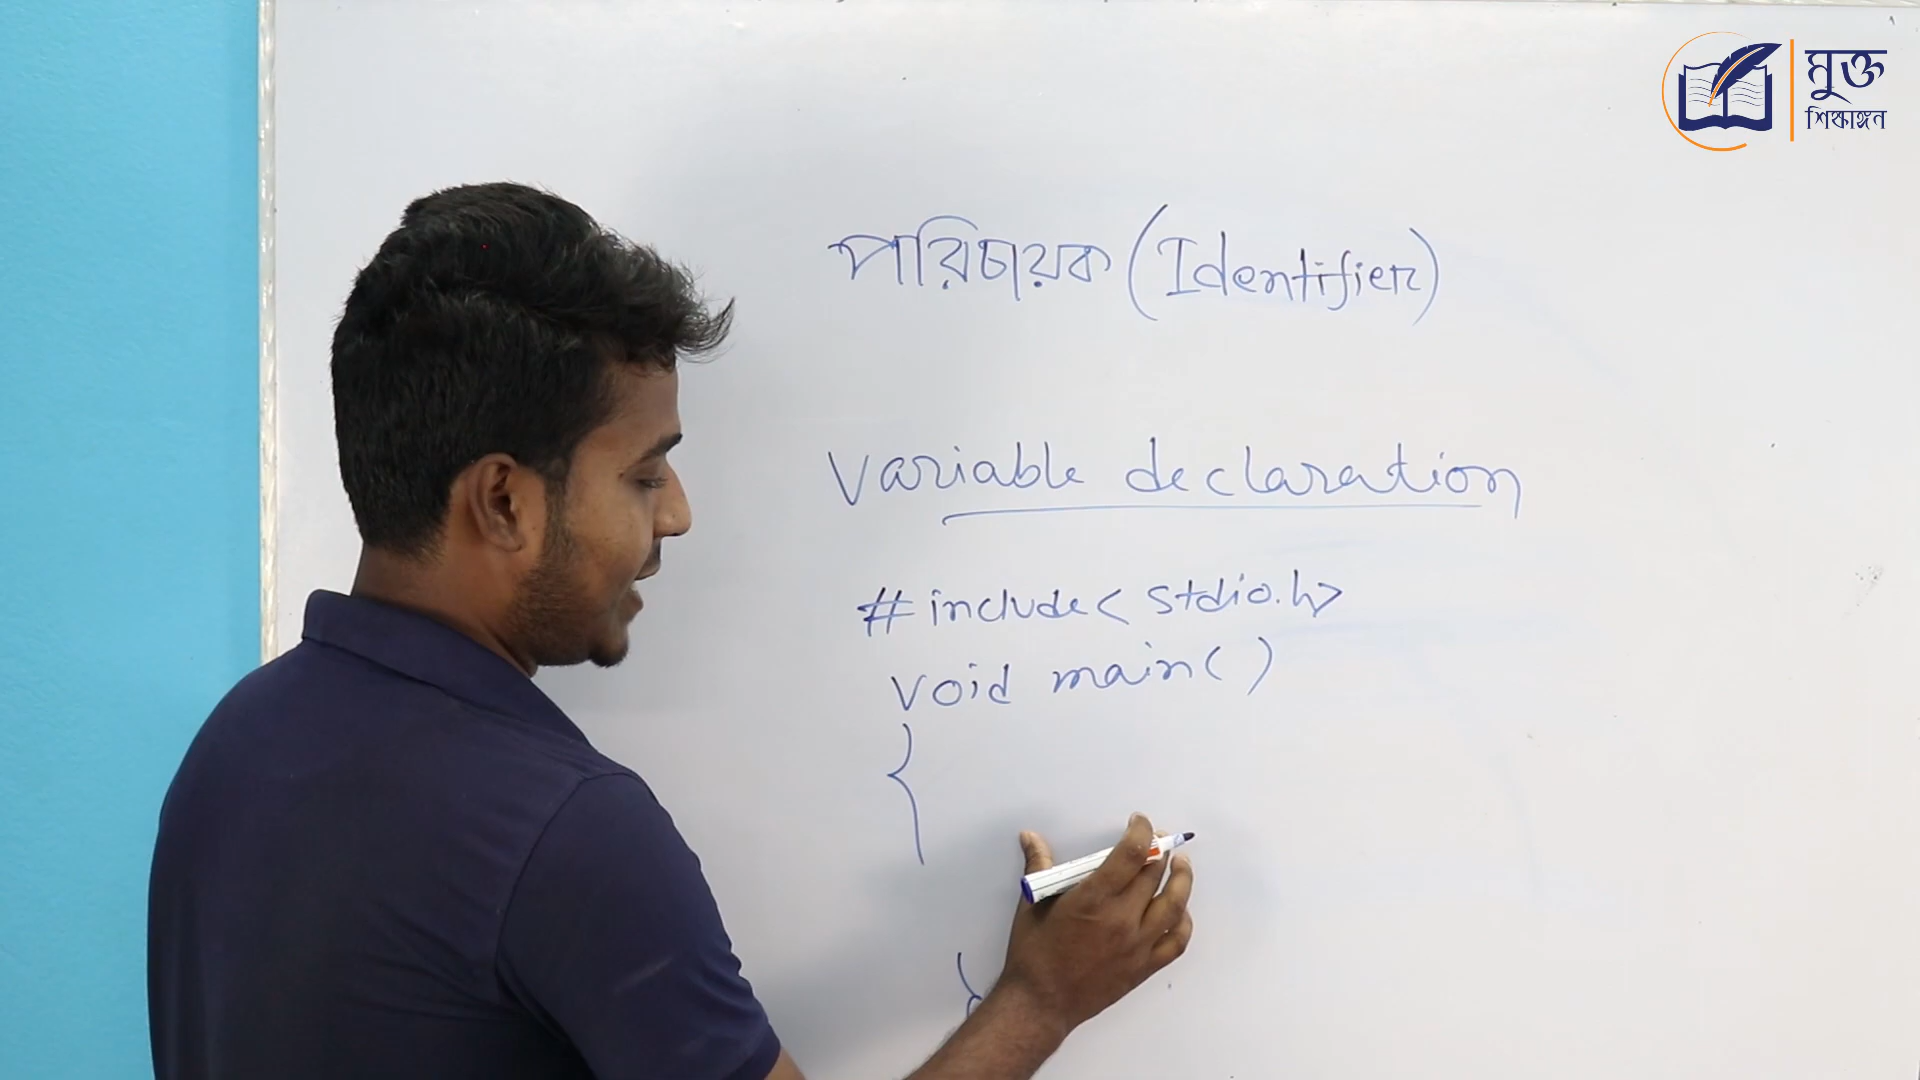 মুক্ত
শিক্ষাঙ্গন
পরিচায়ক (Identifier)
Variable declaration
#include< stdio.h>
void main( )
{
}